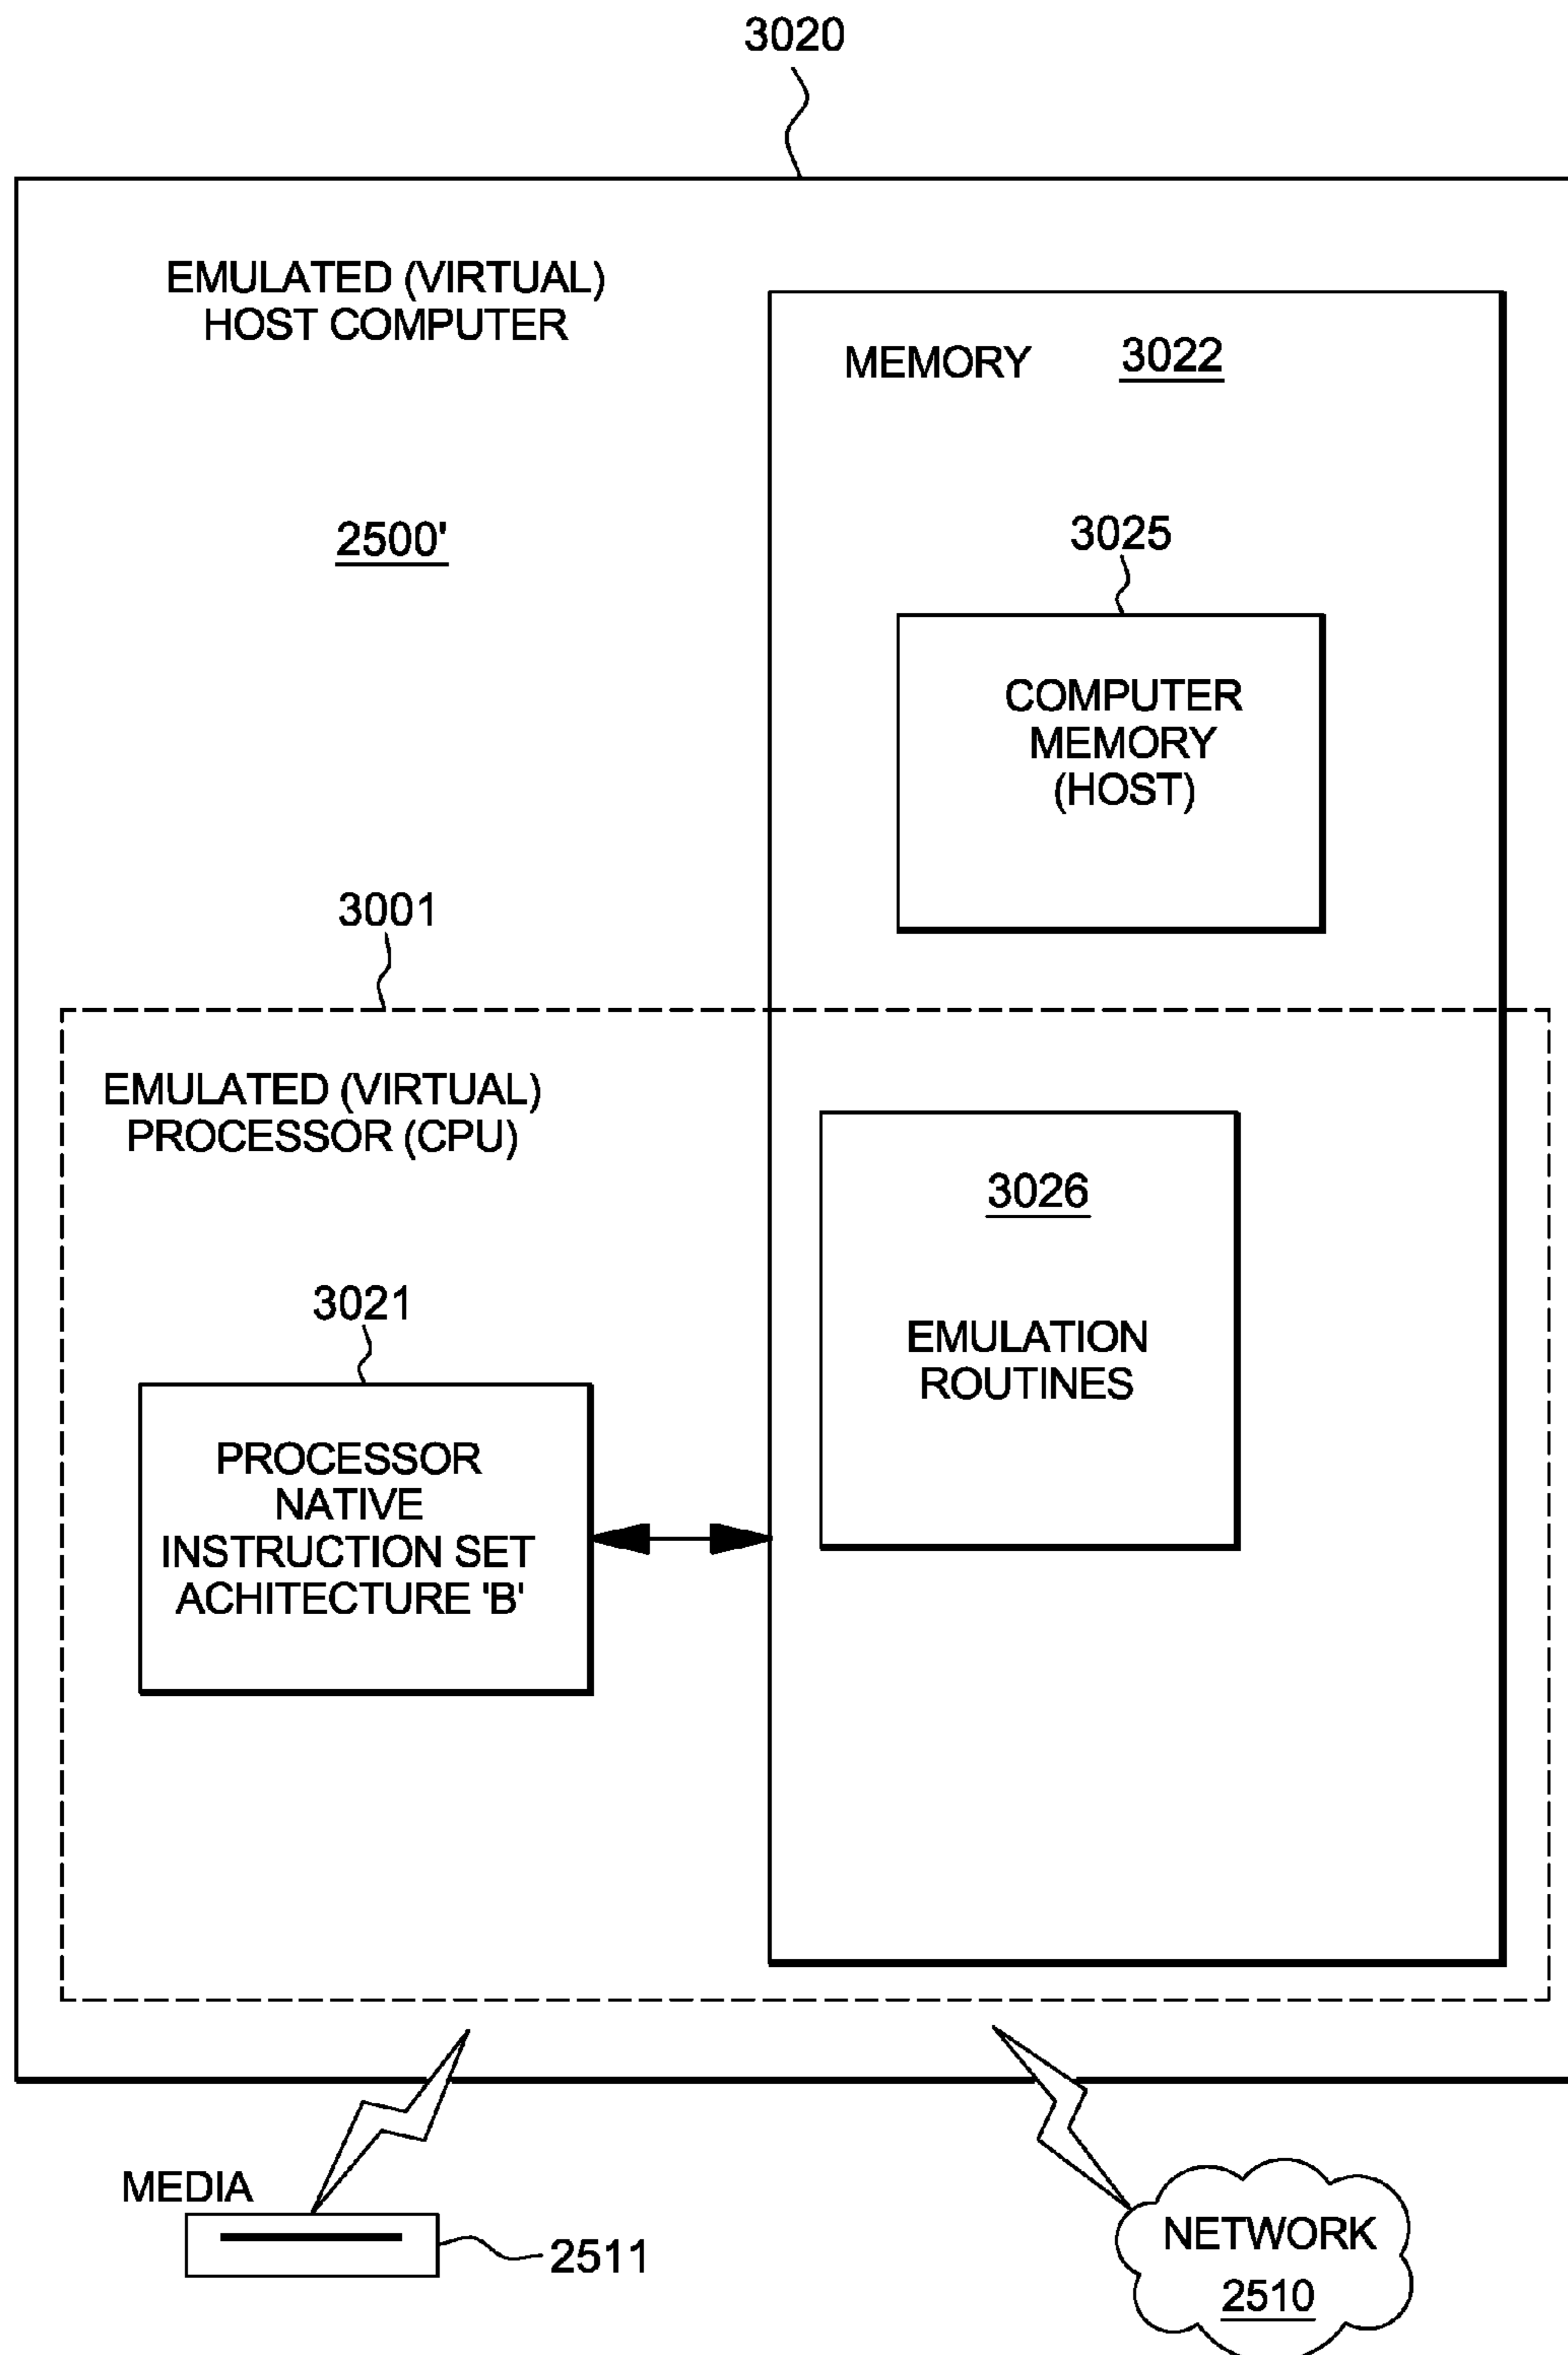 3020
EMULATED (VIRTUAL)
HOST COMPUTER
MEMORY
3022
2500'
3025
COMPUTER
MEMORY
(HOST)
3001
EMULATED (VIRTUAL)
PROCESSOR (CPU)
3026
EMULATION
ROUTINES
3021
PROCESSOR
NATIVE
INSTRUCTION SET
ACHITECTURE 'B'
MEDIA
2511
NETWORK
2510